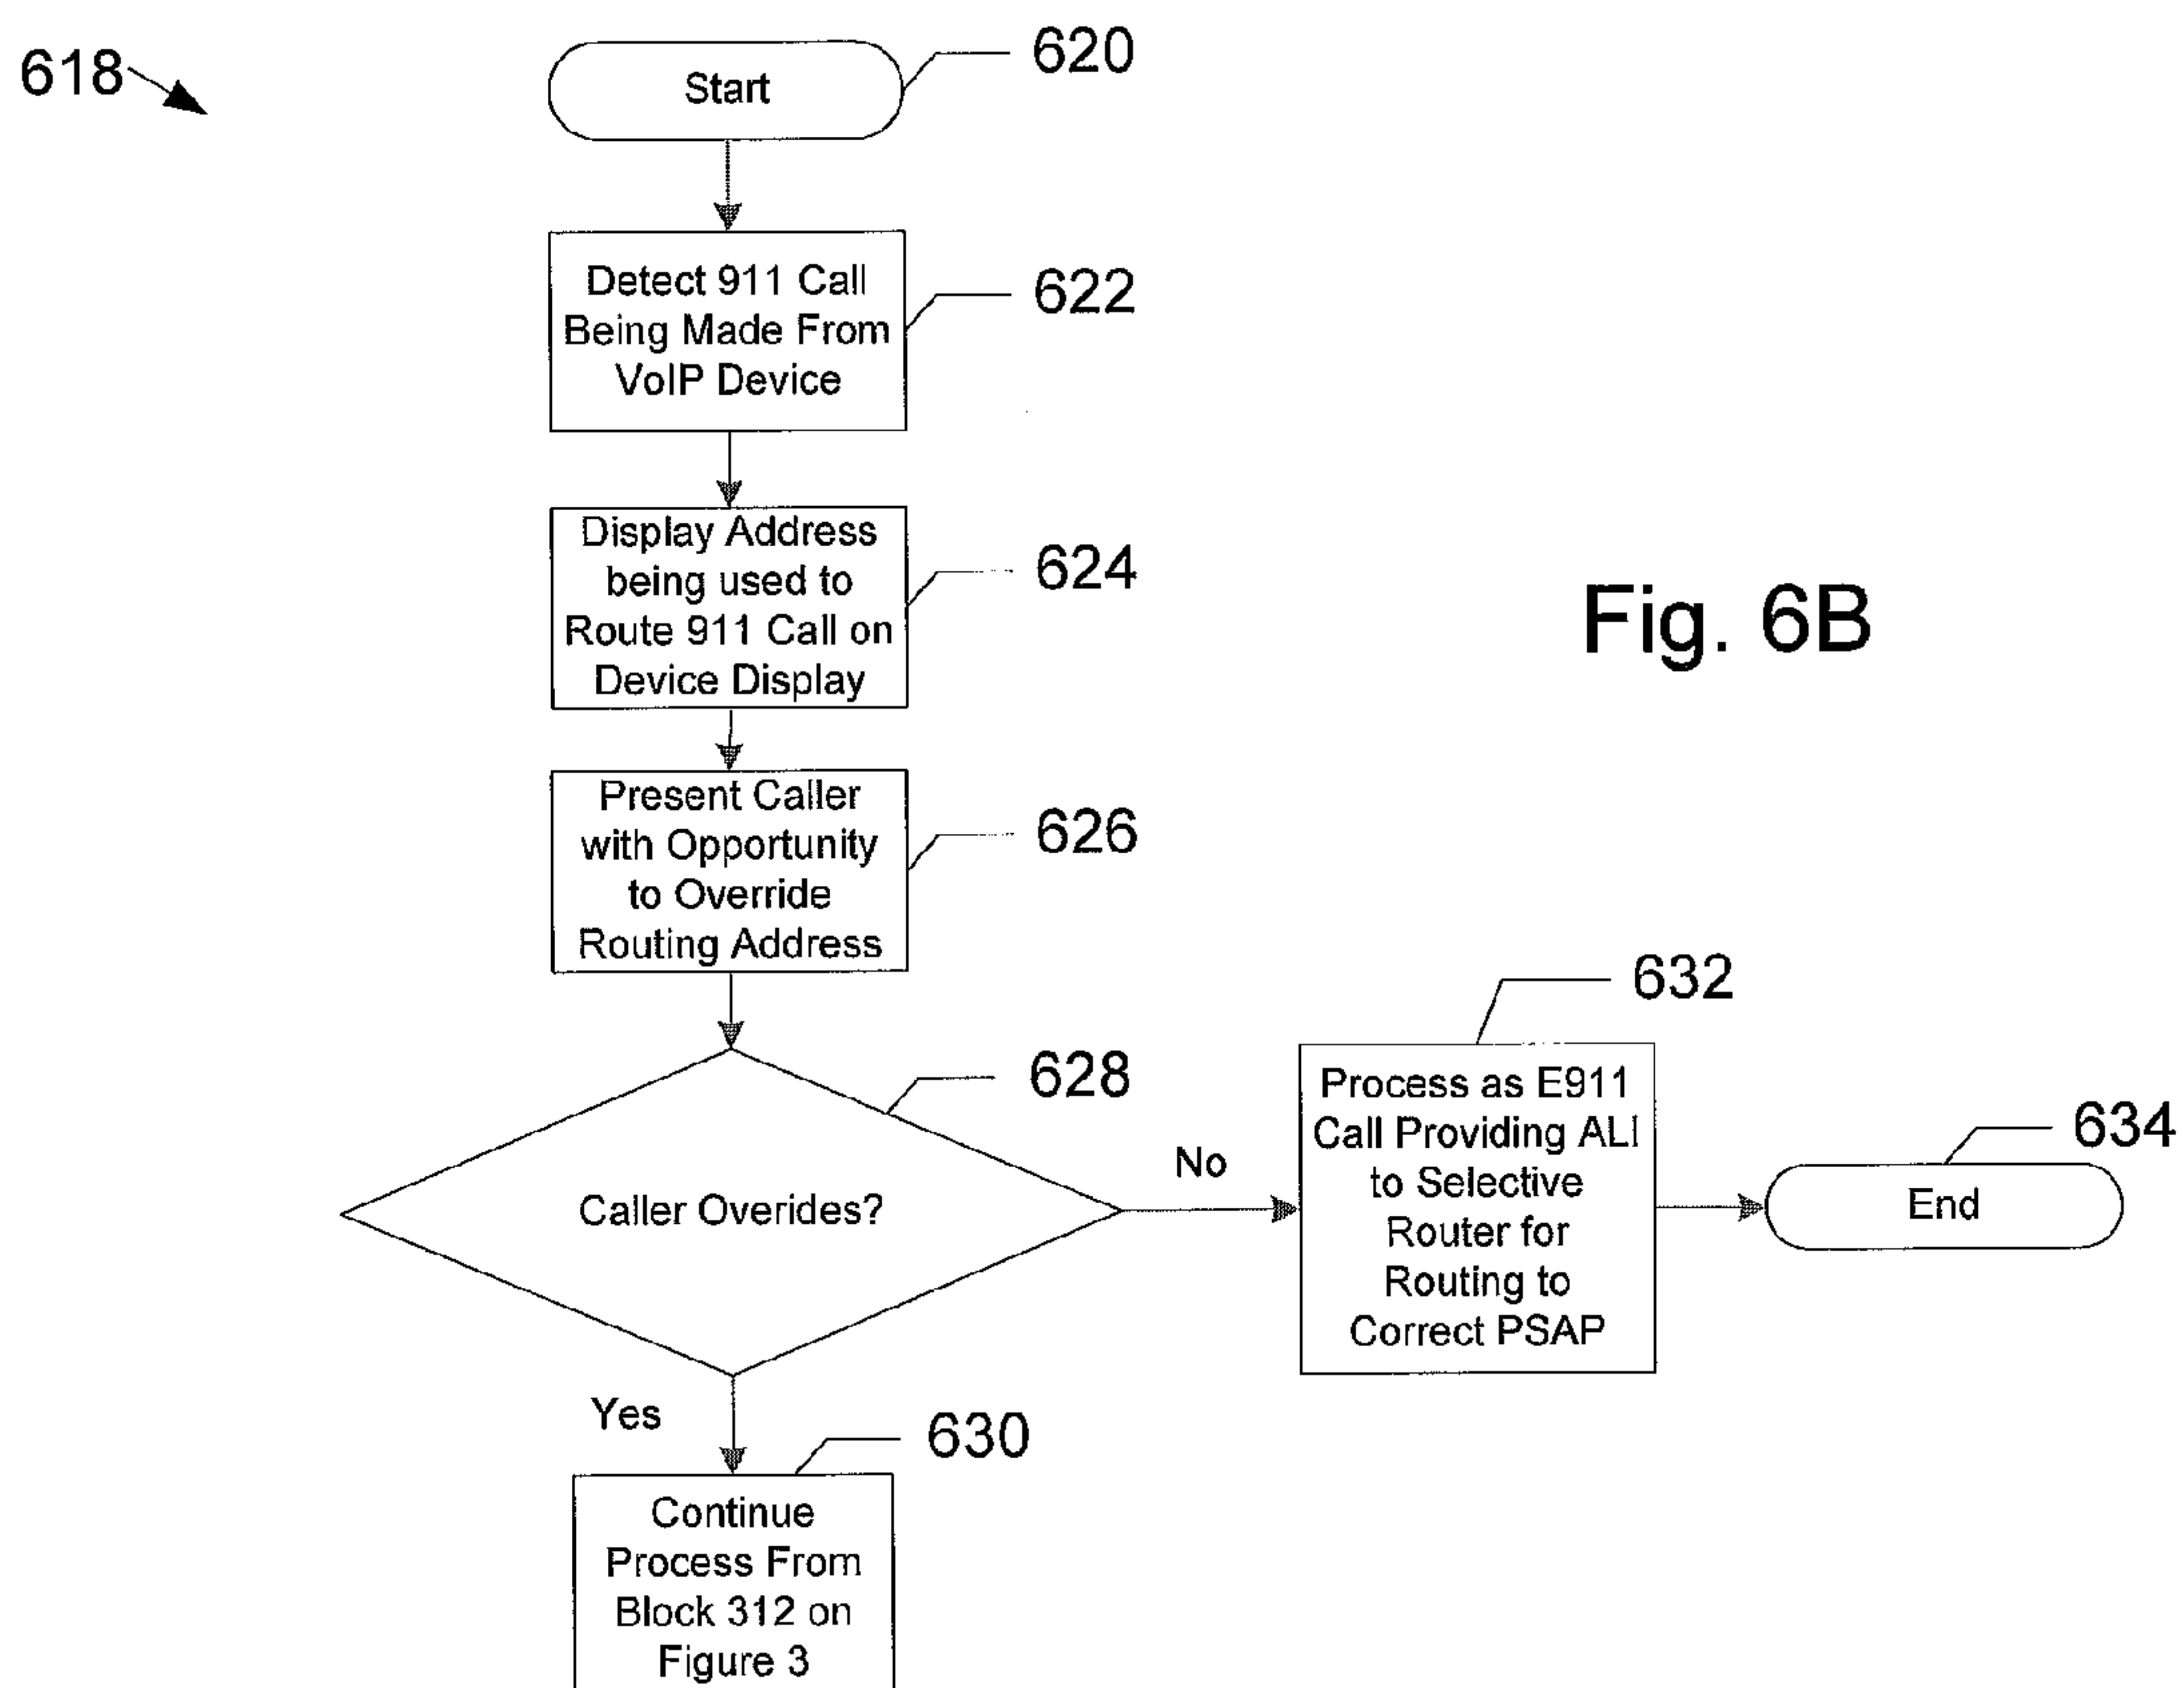 618
Start
620
Detect 911 Call
Being Made From
VoIP Device
622
Display Address
being used to
Route 911 Call on
Device Display
624
Fig. 6B
Present Caller
with Opportunity
to Override
Routing Address
626
Caller Overides?
628
No
632
Process as E911
Call Providing ALI
to Selective
Router for
Routing to
Correct PSAP
634
End
Yes
630
Continue
Process From
Block 312 on
Figure 3